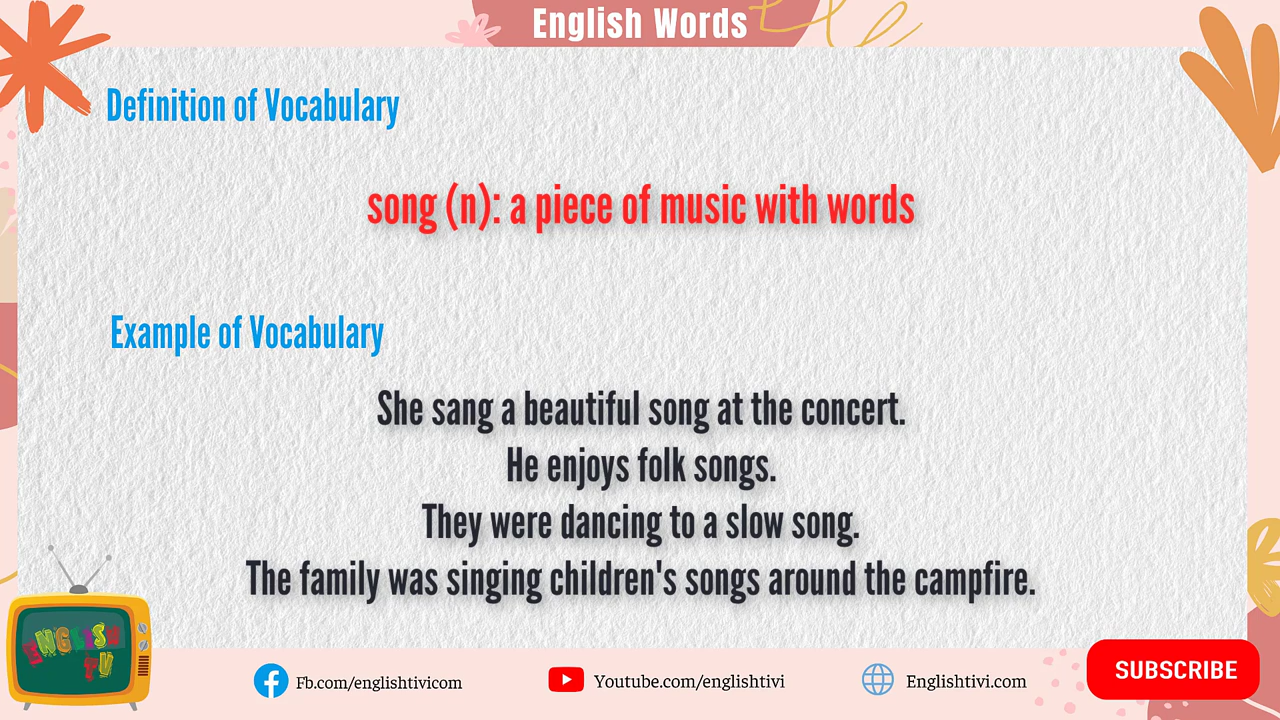 English Words
Definition of Vocabulary
song (n): a piece of music with words
Example of Vocabulary
She sang a beautiful song at the concert.
He enjoys folk songs.
They were dancing to a slow song.
The family was singing children's songs around the campfire.
ENGLISH
TV
Fb.com/englishtivicom
Youtube.com/englishtivi
Englishtivi.com
SUBSCRIBE